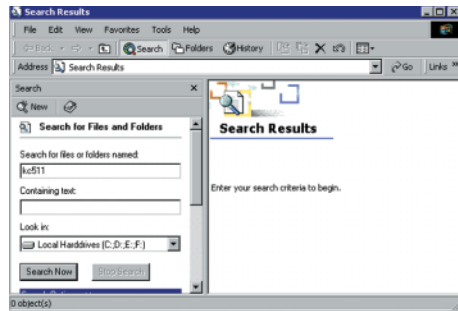 Search Results
File Edit View Favorites Tools Help
Back Search Folders History
Address Search Results Go Links »
Search ×
New
Search for Files and Folders
Search Results
Search for files or folders named:
kc511
Enter your search criteria to begin.
Containing text:
Look in:
Local Harddrives (C:;D:;E:;F:)
Search Now Stop Search
0 object(s)